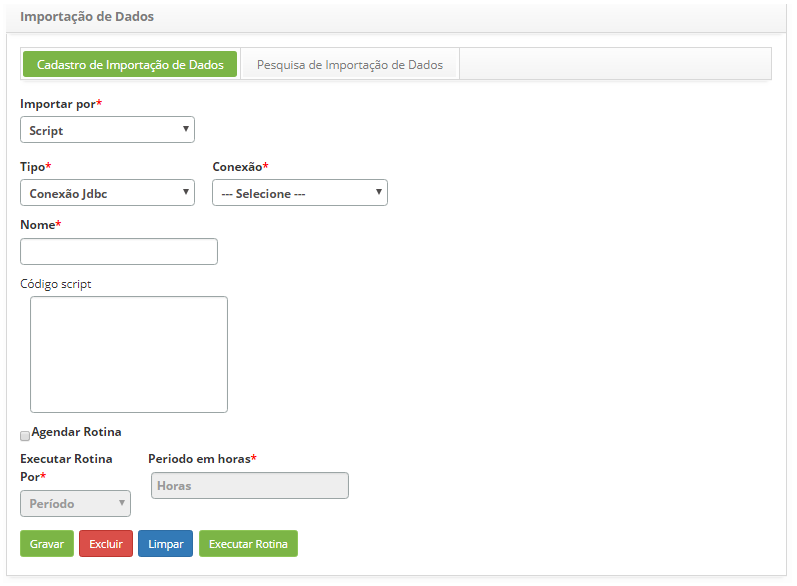 Importação de Dados
Cadastro de Importação de Dados Pesquisa de Importação de Dados
Importar por*
Script
Tipo* Conexão*
Conexão Jdbc --- Selecione ---
Nome*
Código script
Agendar Rotina
Executar Rotina Periodo em horas*
Por*
Período Horas
Gravar Excluir Limpar Executar Rotina